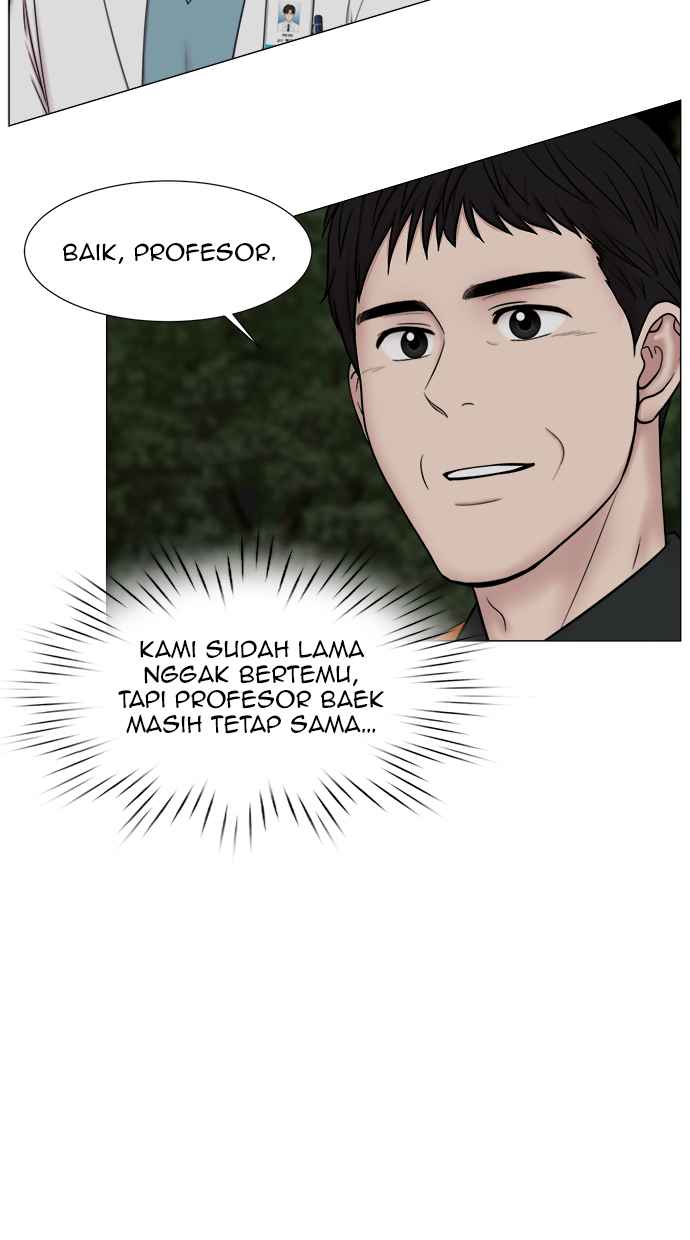 BAIK, PROFESOR.
KAMI SUDAH LAMA
NGGAK BERTEMU,
TAPI PROFESOR BAEK
MASIH TETAP SAMA...